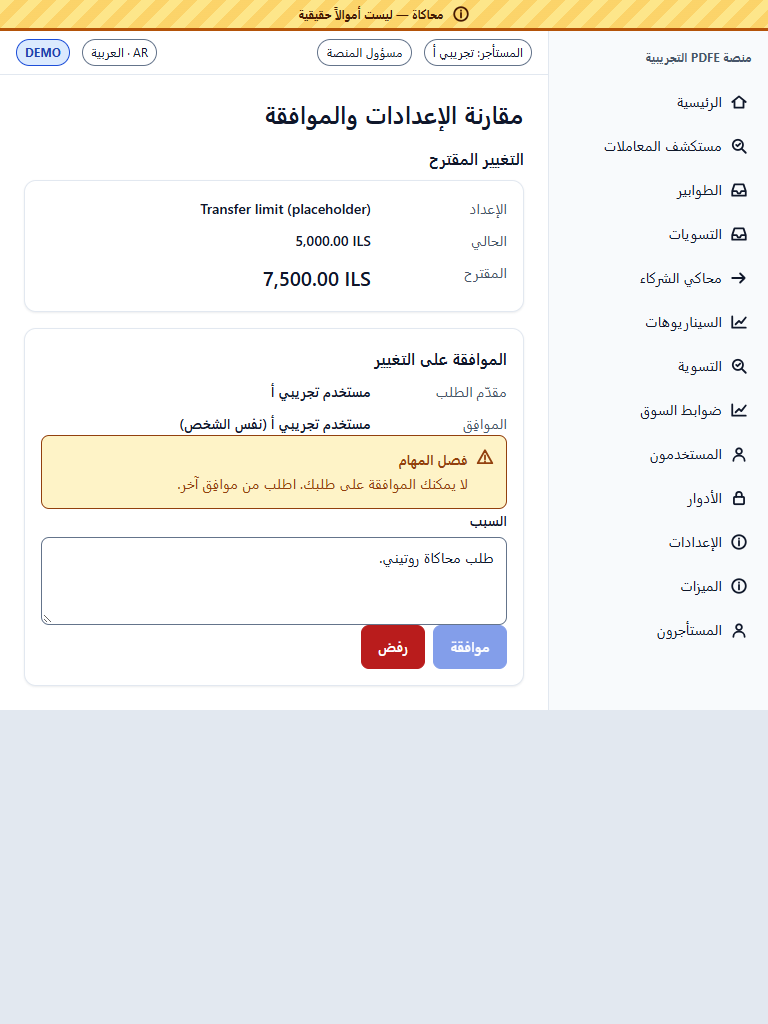 محاكاة — ليست أموالاً حقيقية
المستأجر: تجريبي أ
مسؤول المنصة
AR · العربية
DEMO
منصة PDFE التجريبية
الرئيسية
مستكشف المعاملات
الطوابير
التسويات
محاكي الشركاء
السيناريوهات
التسوية
ضوابط السوق
المستخدمون
الأدوار
الإعدادات
الميزات
المستأجرون
مقارنة الإعدادات والموافقة
التغيير المقترح
الإعداد Transfer limit (placeholder)
الحالي 5,000.00 ILS
المقترح 7,500.00 ILS
الموافقة على التغيير
مقدّم الطلب مستخدم تجريبي أ
الموافِق مستخدم تجريبي أ (نفس الشخص)
فصل المهام
لا يمكنك الموافقة على طلبك. اطلب من موافِق آخر.
السبب
طلب محاكاة روتيني.
موافقة
رفض